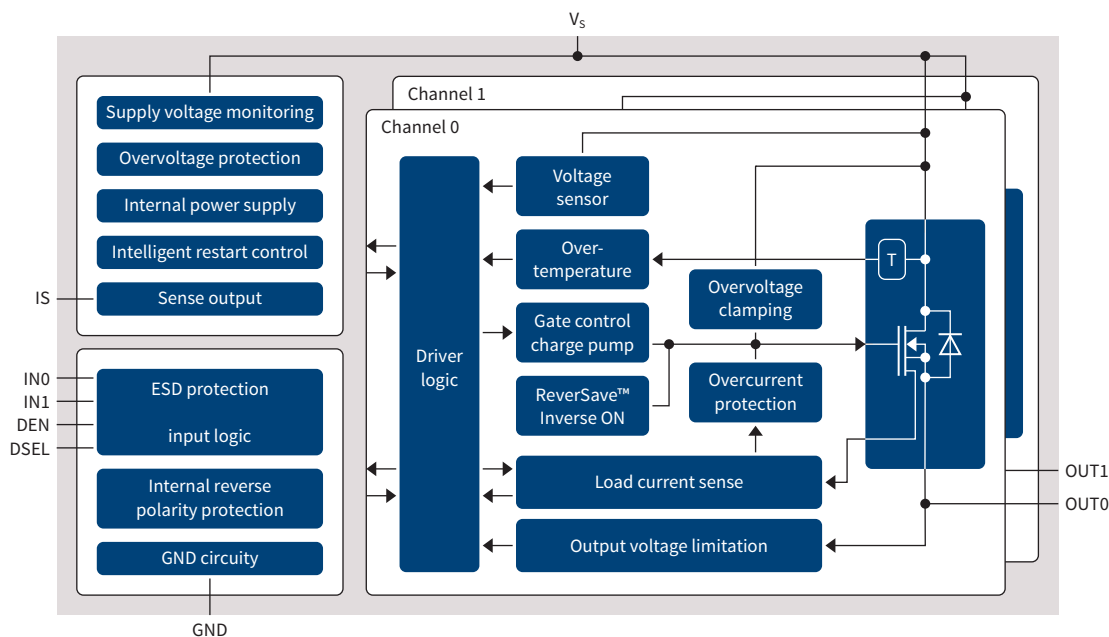 VS
Supply voltage monitoring
Overvoltage protection
Internal power supply
Intelligent restart control
Sense output
IS
IN0
IN1
DEN
DSEL
ESD protection
input logic
Internal reverse
polarity protection
GND circuity
GND
Channel 1
Channel 0
Driver
logic
Voltage
sensor
Over-
temperature
Gate control
charge pump
ReverSave™
Inverse ON
Overvoltage
clamping
Overcurrent
protection
Load current sense
Output voltage limitation
T
OUT1
OUT0